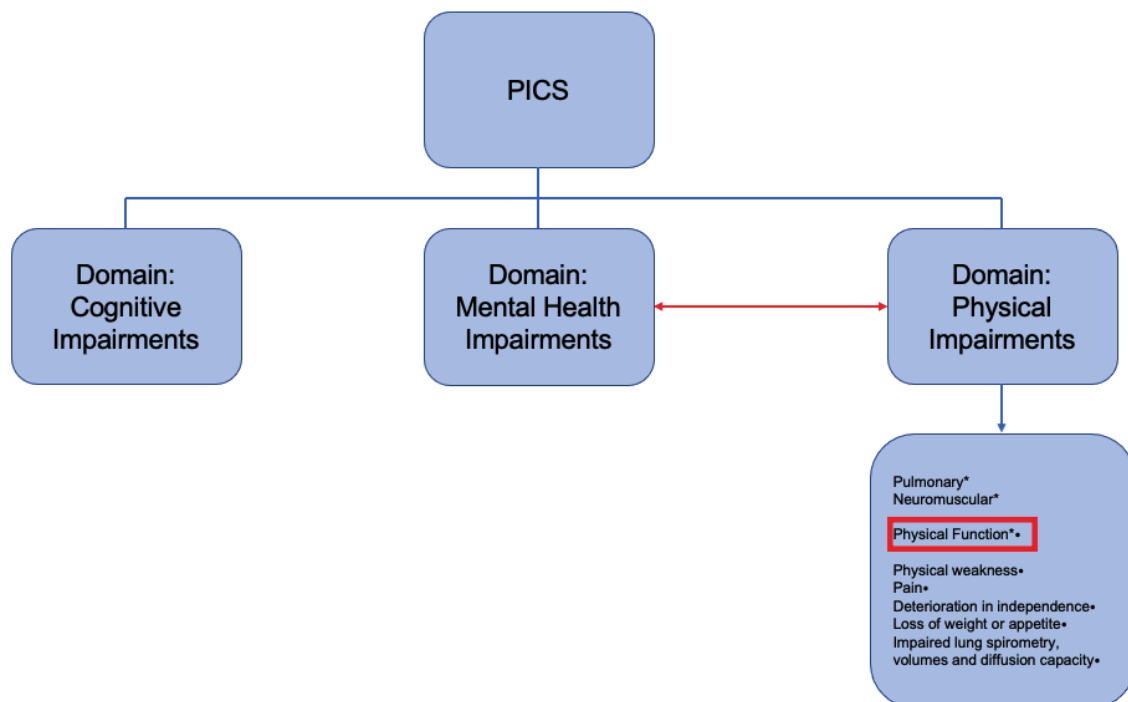 PICS
Domain:
Cognitive
Impairments
Domain:
Mental Health
Impairments
Domain:
Physical
Impairments
Pulmonary*
Neuromuscular*
Physical Function*•
Physical weakness•
Pain•
Deterioration in independence•
Loss of weight or appetite•
Impaired lung spirometry,
volumes and diffusion capacity•